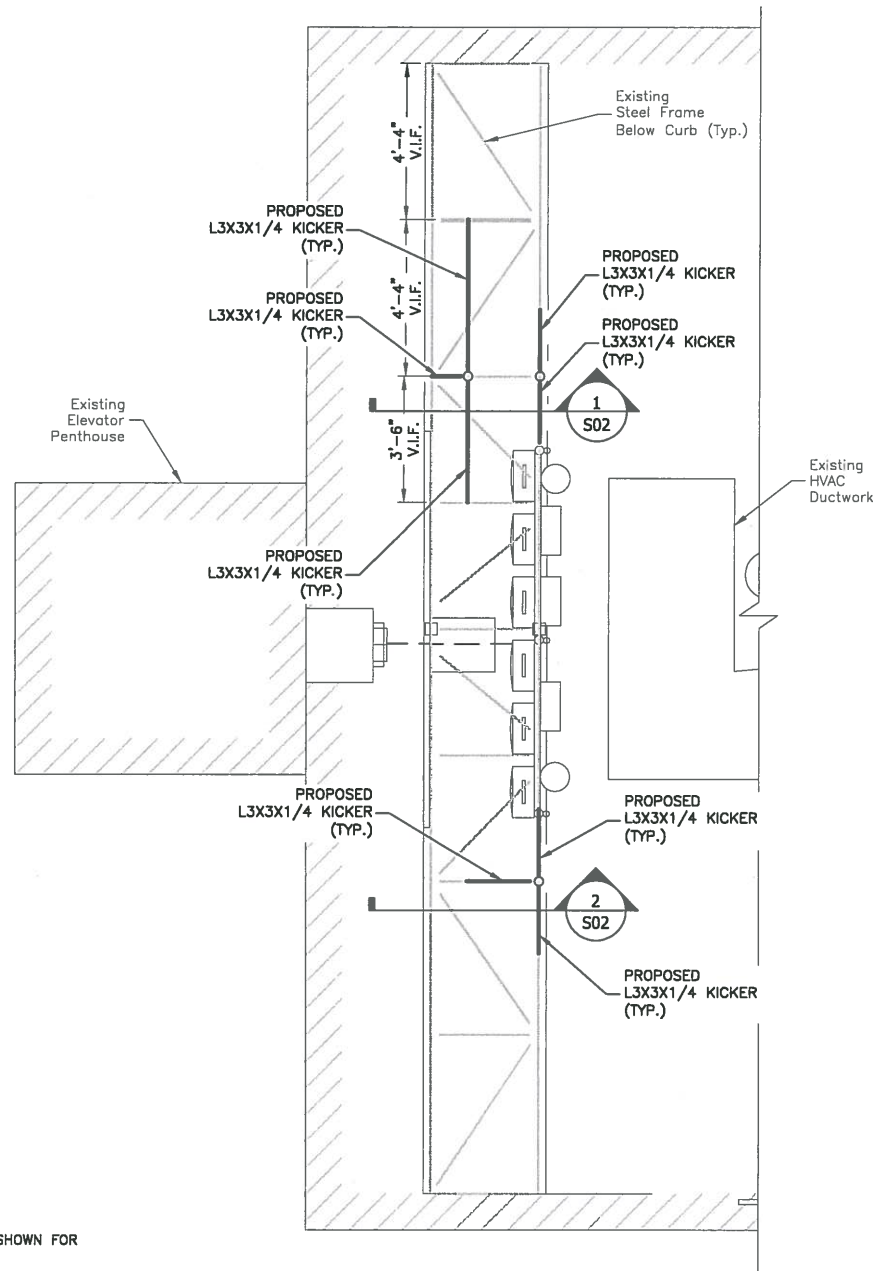 Existing
Steel Frame
Below Curb (Typ.)
4'-4"
V.I.F.
PROPOSED
L3X3X1/4 KICKER
(TYP.)
PROPOSED
L3X3X1/4 KICKER
(TYP.)
4'-4"
V.I.F.
PROPOSED
L3X3X1/4 KICKER
(TYP.)
PROPOSED
L3X3X1/4 KICKER
(TYP.)
Existing
Elevator
Penthouse
3'-6"
V.I.F.
1
S02
Existing
HVAC
Ductwork
PROPOSED
L3X3X1/4 KICKER
(TYP.)
PROPOSED
L3X3X1/4 KICKER
(TYP.)
PROPOSED
L3X3X1/4 KICKER
(TYP.)
2
S02
PROPOSED
L3X3X1/4 KICKER
(TYP.)
SHOWN FOR